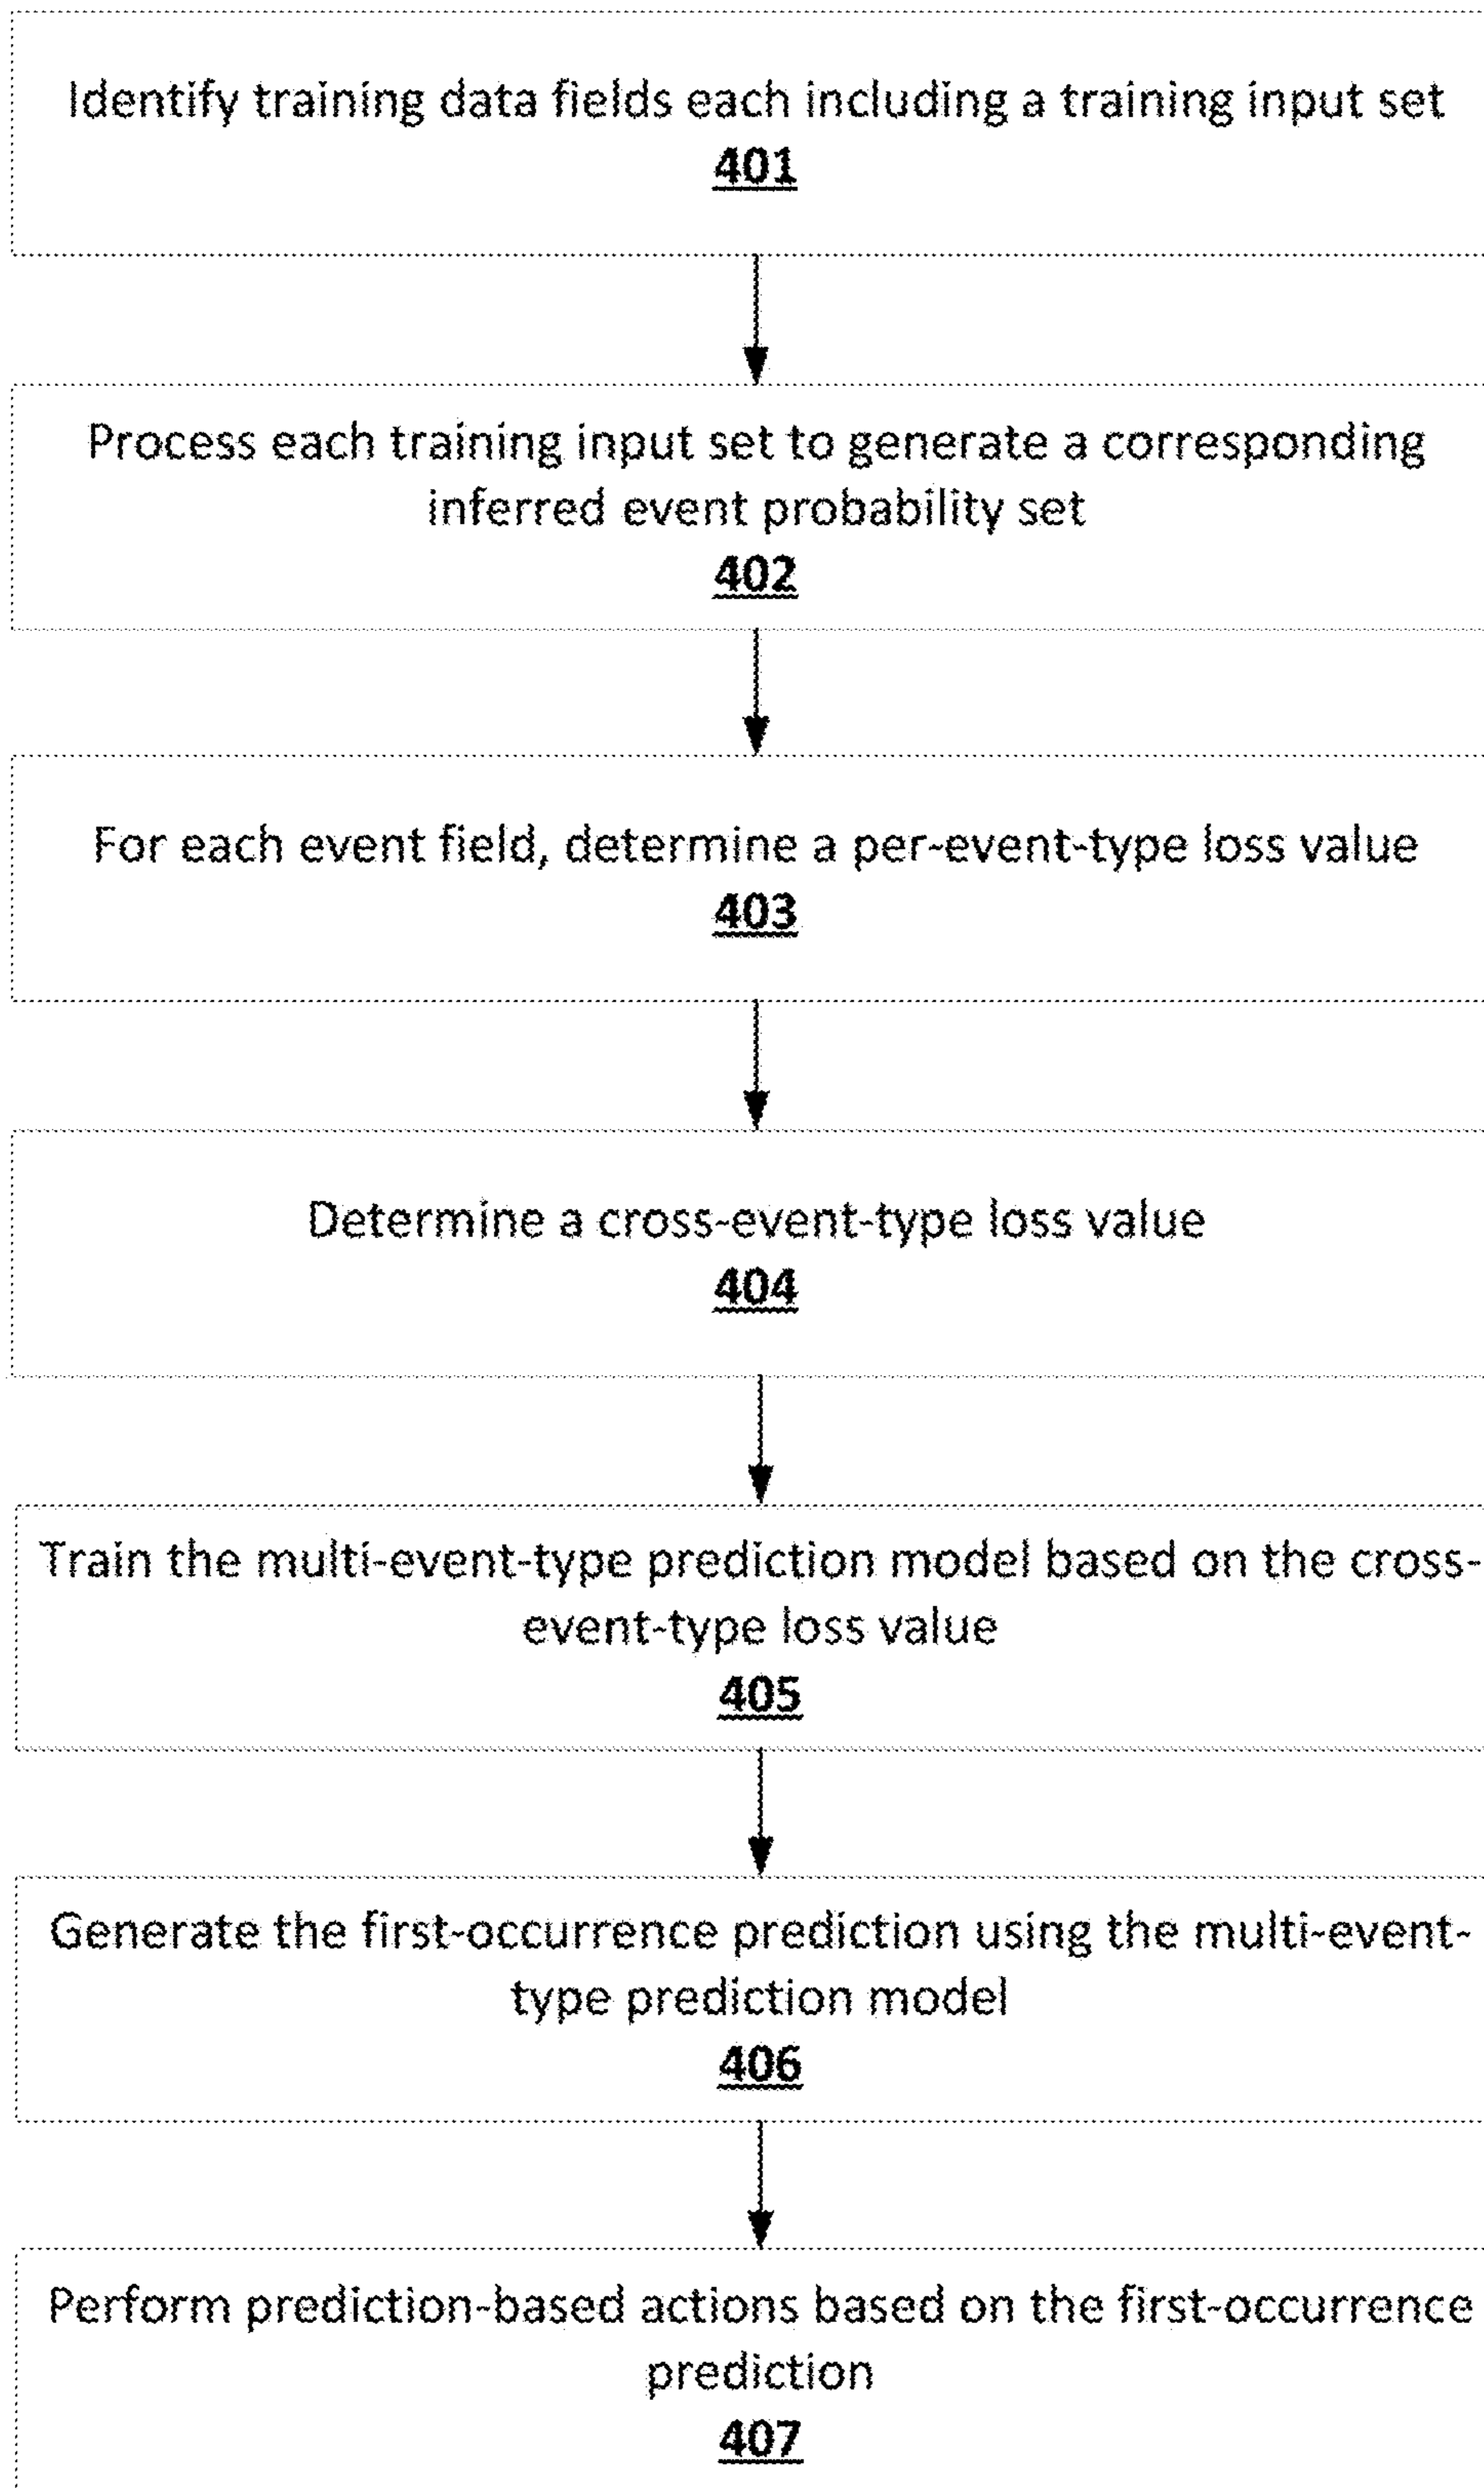 Identify training data fields each including a training input set
401
Process each training input set to generate a corresponding
inferred event probability set
402
For each event field, determine a per-event-type loss value
403
Determine a cross-event-type loss value
404
Train the multi-event-type prediction model based on the cross-
event-type loss value
405
Generate the first-occurrence prediction using the multi-event-
type prediction model
406
Perform prediction-based actions based on the first-occurrence
prediction
407